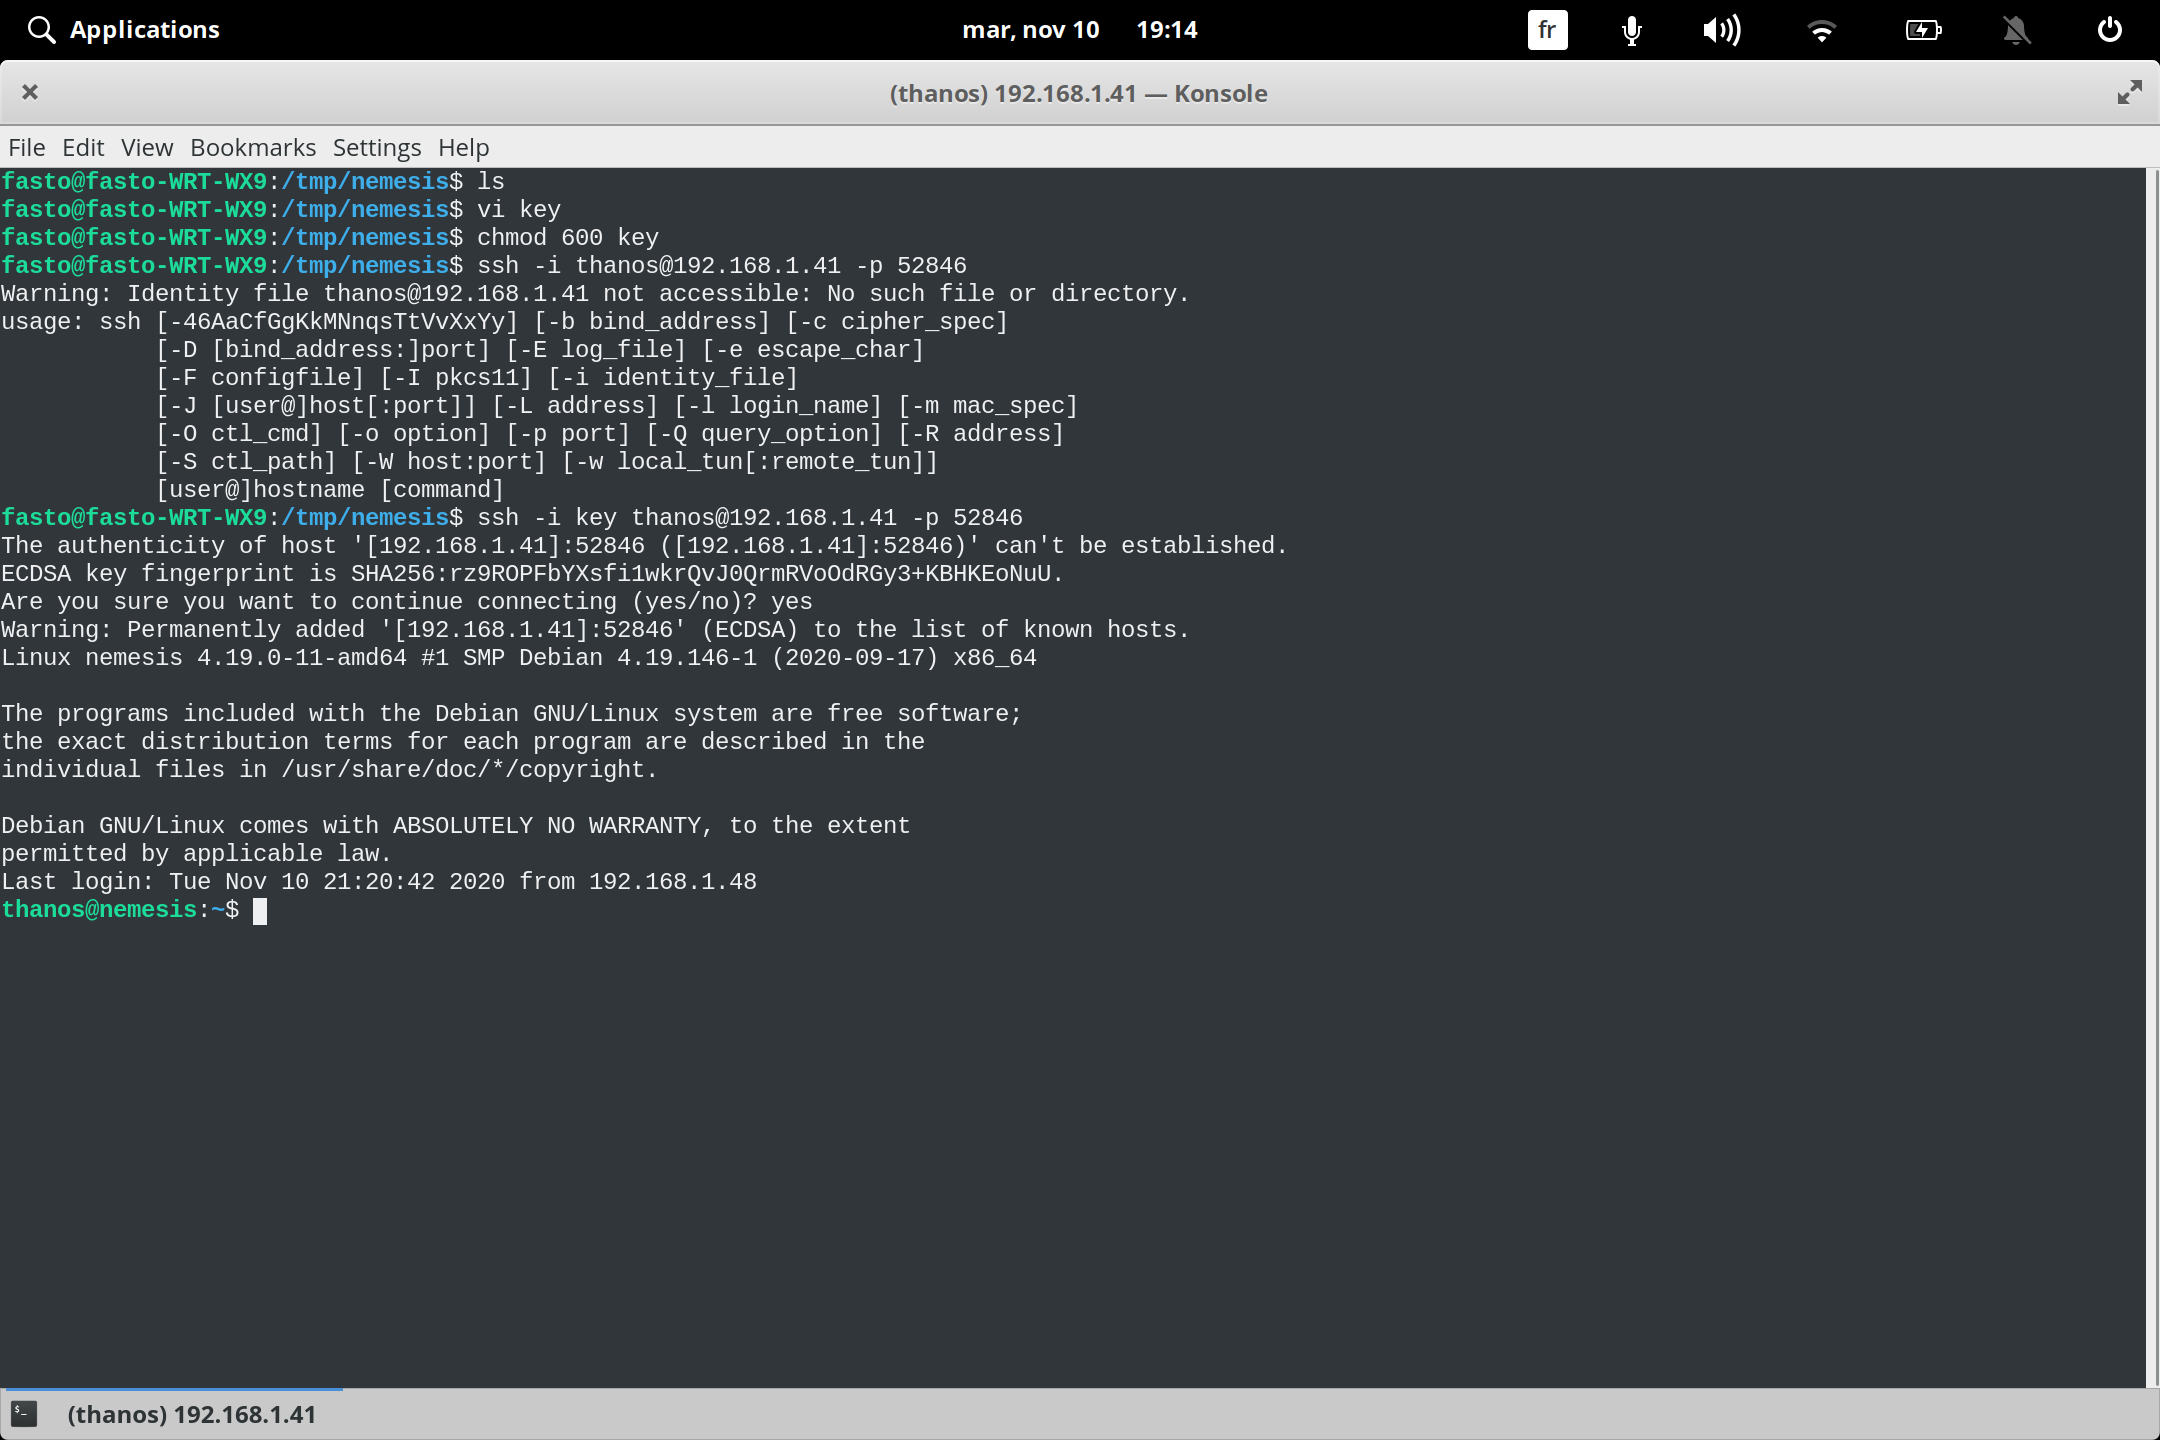 Applications mar, nov 10 19:14 fr
(thanos) 192.168.1.41 — Konsole
File Edit View Bookmarks Settings Help
fasto@fasto-WRT-WX9:/tmp/nemesis$ ls
fasto@fasto-WRT-WX9:/tmp/nemesis$ vi key
fasto@fasto-WRT-WX9:/tmp/nemesis$ chmod 600 key
fasto@fasto-WRT-WX9:/tmp/nemesis$ ssh -i thanos@192.168.1.41 -p 52846
Warning: Identity file thanos@192.168.1.41 not accessible: No such file or directory.
usage: ssh [-46AaCfGgKkMNnqsTtVvXxYy] [-b bind_address] [-c cipher_spec]
           [-D [bind_address:]port] [-E log_file] [-e escape_char]
           [-F configfile] [-I pkcs11] [-i identity_file]
           [-J [user@]host[:port]] [-L address] [-l login_name] [-m mac_spec]
           [-O ctl_cmd] [-o option] [-p port] [-Q query_option] [-R address]
           [-S ctl_path] [-W host:port] [-w local_tun[:remote_tun]]
           [user@]hostname [command]
fasto@fasto-WRT-WX9:/tmp/nemesis$ ssh -i key thanos@192.168.1.41 -p 52846
The authenticity of host '[192.168.1.41]:52846 ([192.168.1.41]:52846)' can't be established.
ECDSA key fingerprint is SHA256:rz9ROPFbYXsfi1wkrQvJ0QrmRVoOdRGy3+KBHKEoNuU.
Are you sure you want to continue connecting (yes/no)? yes
Warning: Permanently added '[192.168.1.41]:52846' (ECDSA) to the list of known hosts.
Linux nemesis 4.19.0-11-amd64 #1 SMP Debian 4.19.146-1 (2020-09-17) x86_64
The programs included with the Debian GNU/Linux system are free software;
the exact distribution terms for each program are described in the
individual files in /usr/share/doc/*/copyright.
Debian GNU/Linux comes with ABSOLUTELY NO WARRANTY, to the extent
permitted by applicable law.
Last login: Tue Nov 10 21:20:42 2020 from 192.168.1.48
thanos@nemesis:~$
(thanos) 192.168.1.41